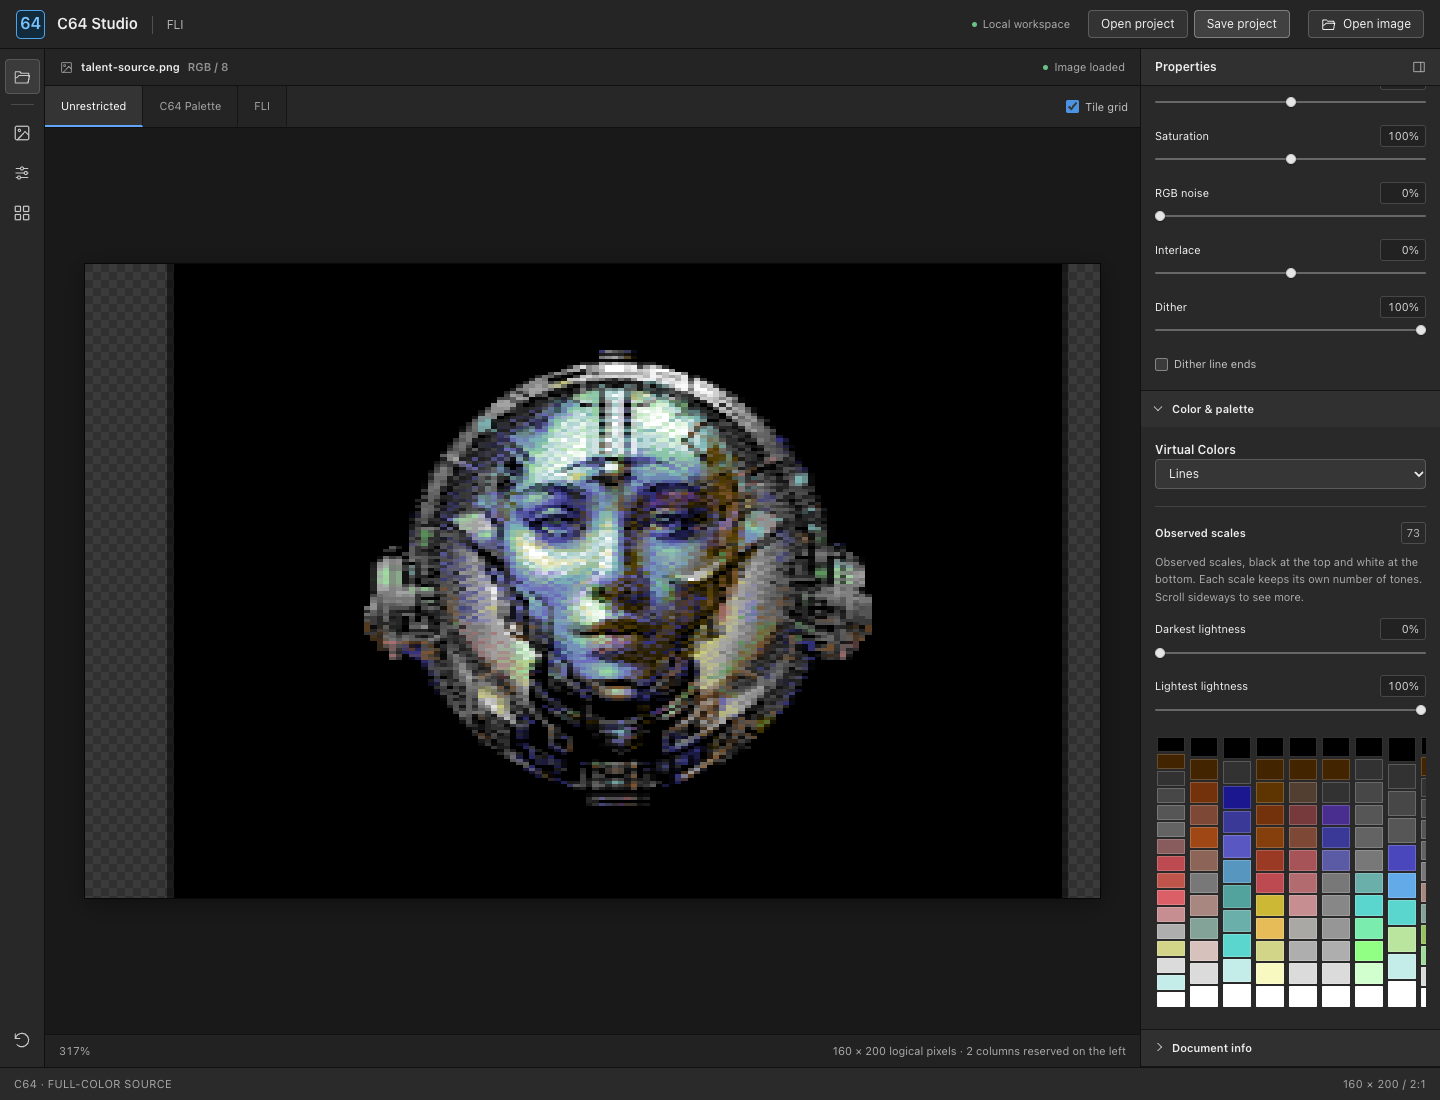 64 C64 Studio FLI Local workspace Open project Save project Open image
talent-source.png RGB / 8 Image loaded Properties
Unrestricted C64 Palette FLI Tile grid
Saturation 100%
RGB noise 0%
Interlace 0%
Dither 100%
Dither line ends
Color & palette
Virtual Colors
Lines
Observed scales 73
Observed scales, black at the top and white at the
bottom. Each scale keeps its own number of tones.
Scroll sideways to see more.
Darkest lightness 0%
Lightest lightness 100%
317% 160 × 200 logical pixels · 2 columns reserved on the left
Document info
C64 · FULL-COLOR SOURCE 160 × 200 / 2:1